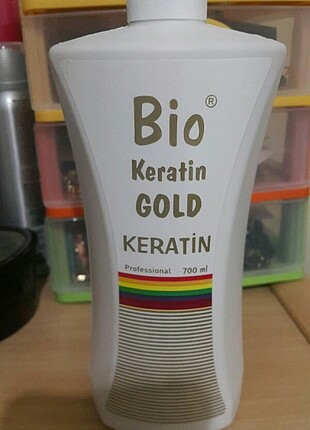 Bio®
Keratin
GOLD
KERATİN
Professional 700 ml